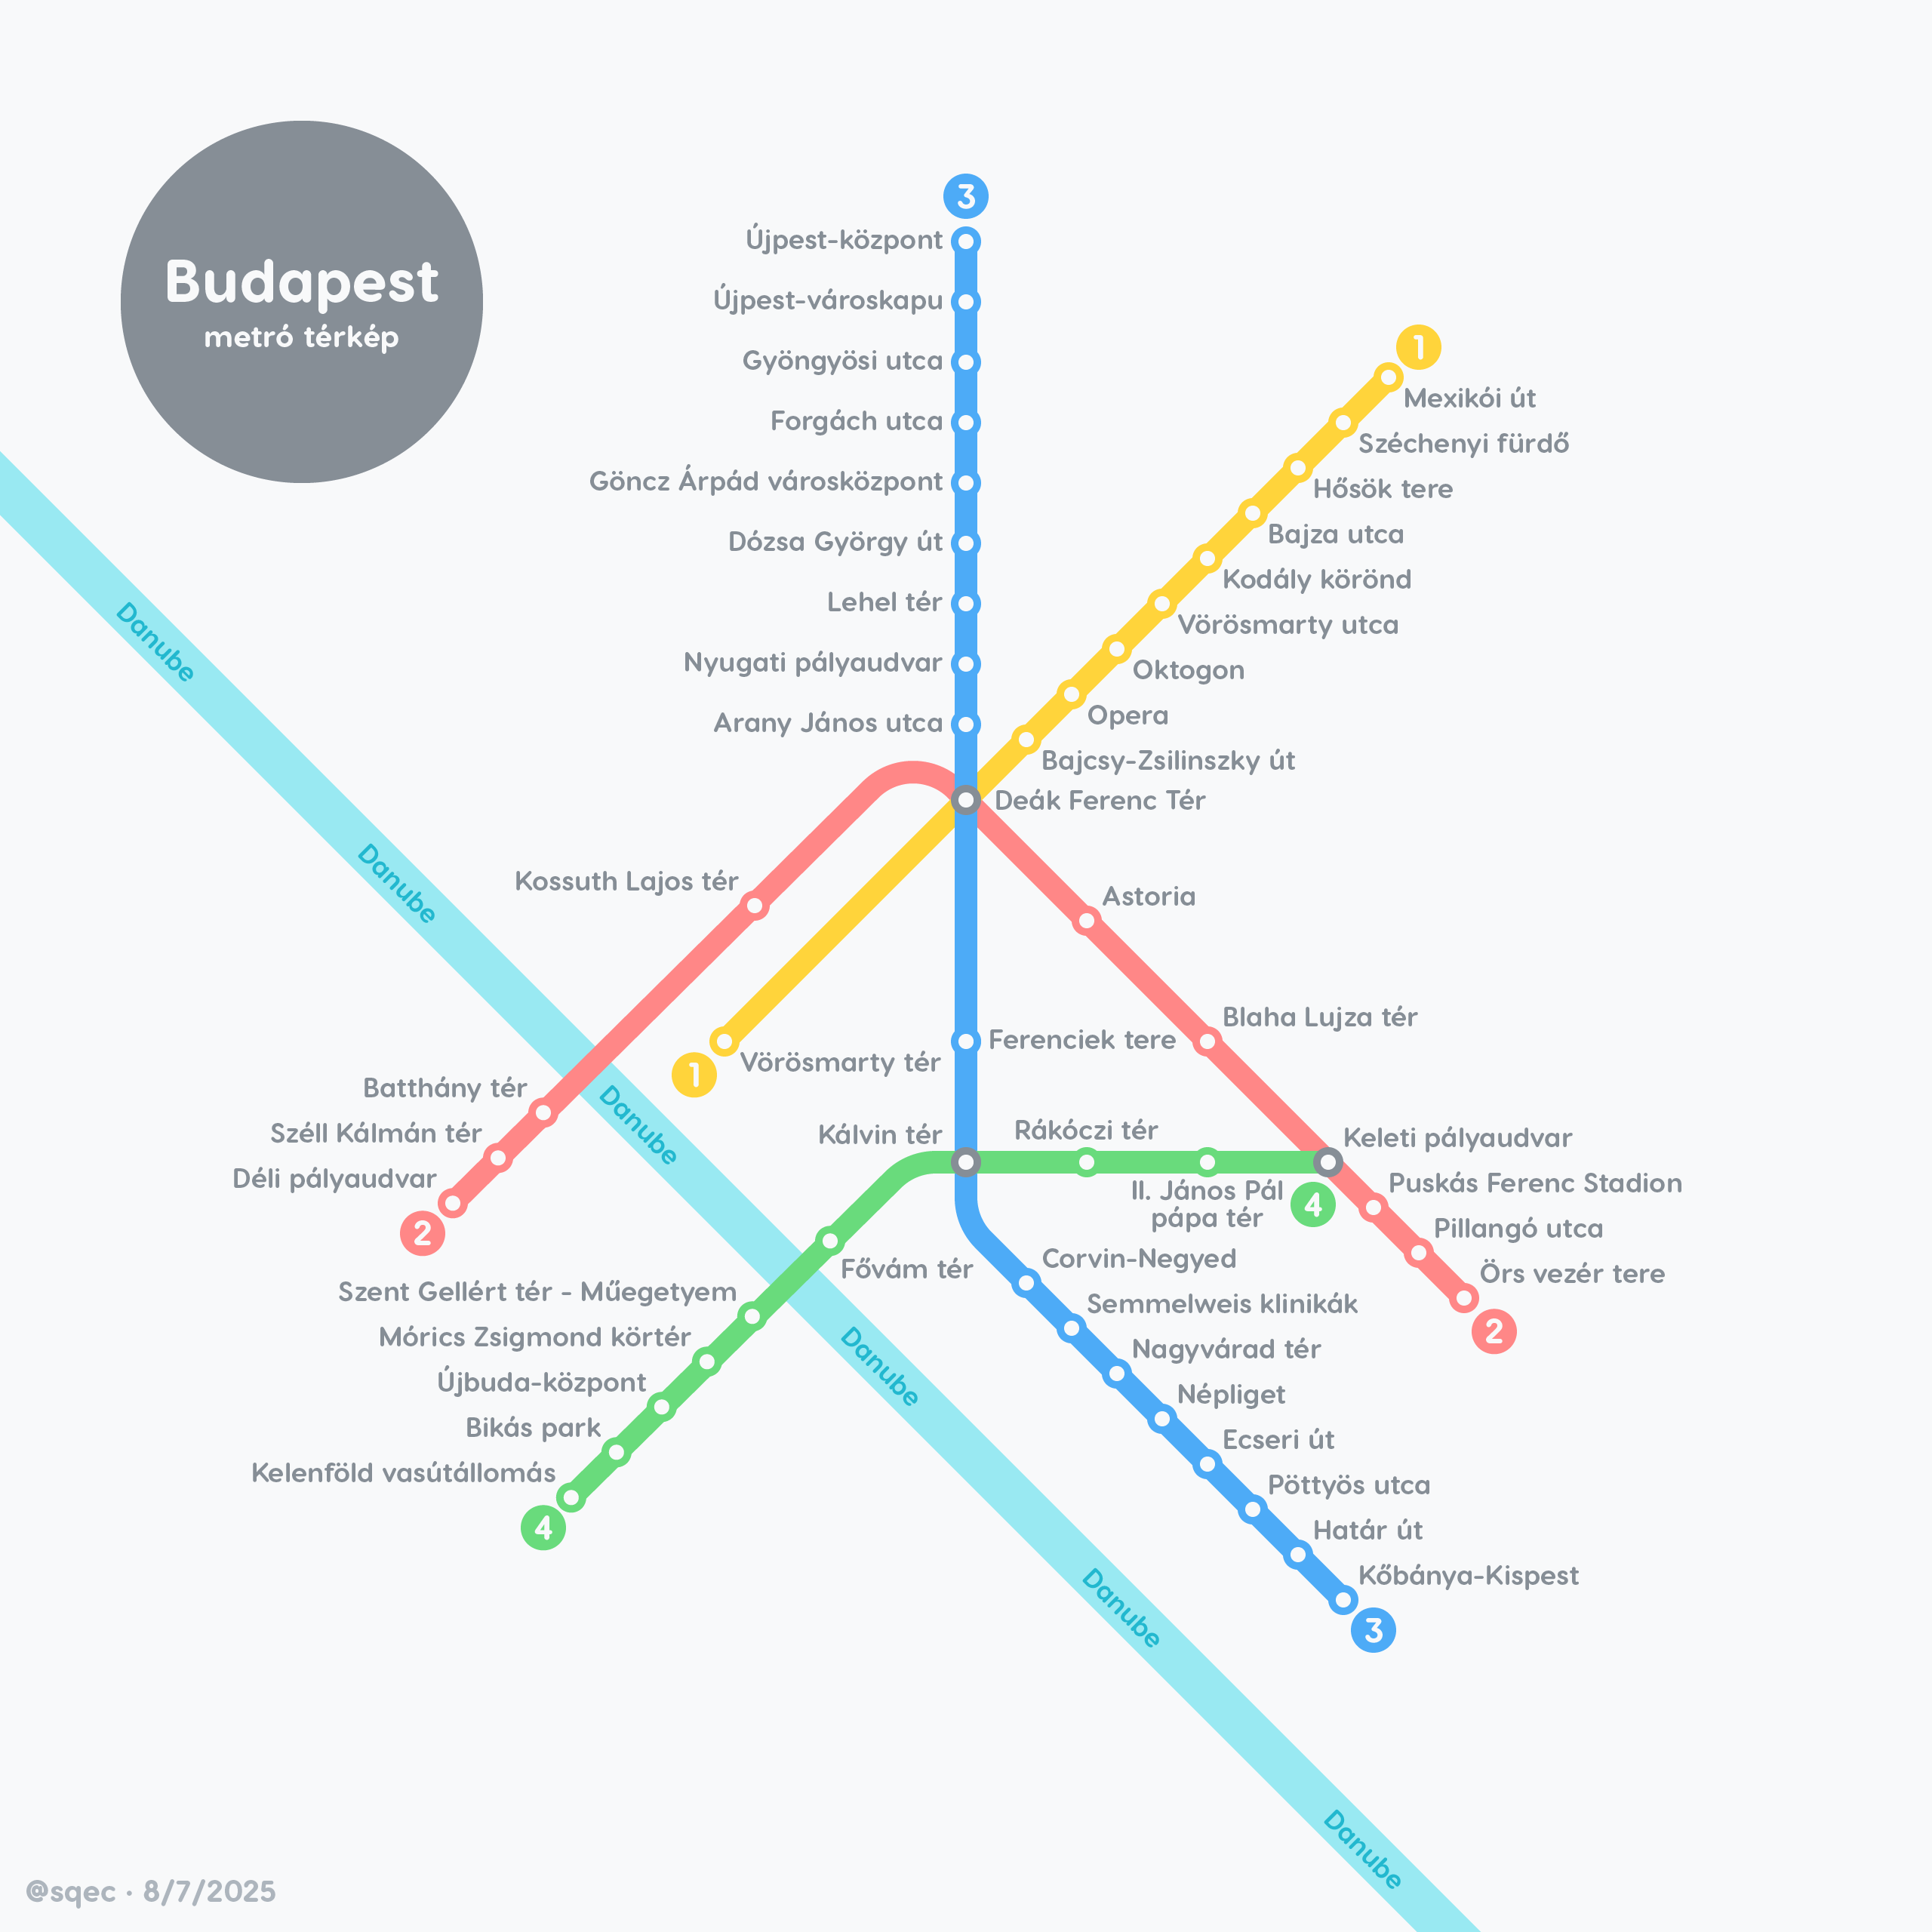 Budapest
metró térkép
3
Újpest-központ
Újpest-városkapu
Gyöngyösi utca
Forgách utca
Göncz Árpád városközpont
Dózsa György út
Lehel tér
Nyugati pályaudvar
Arany János utca
1
Mexikói út
Széchenyi fürdő
Hősök tere
Bajza utca
Kodály körönd
Vörösmarty utca
Oktogon
Opera
Bajcsy-Zsilinszky út
Deák Ferenc Tér
Danube
Danube
Kossuth Lajos tér
Astoria
Blaha Lujza tér
Ferenciek tere
Vörösmarty tér
1
Batthány tér
Széll Kálmán tér
Déli pályaudvar
2
Danube
Kálvin tér
Rákóczi tér
II. János Pál
pápa tér
4
Keleti pályaudvar
Puskás Ferenc Stadion
Pillangó utca
Örs vezér tere
2
Fővám tér
Szent Gellért tér - Műegetyem
Mórics Zsigmond körtér
Újbuda-központ
Bikás park
Kelenföld vasútállomás
4
Danube
Corvin-Negyed
Semmelweis klinikák
Nagyvárad tér
Népliget
Ecseri út
Pöttyös utca
Határ út
Kőbánya-Kispest
3
Danube
Danube
@sqec · 8/7/2025